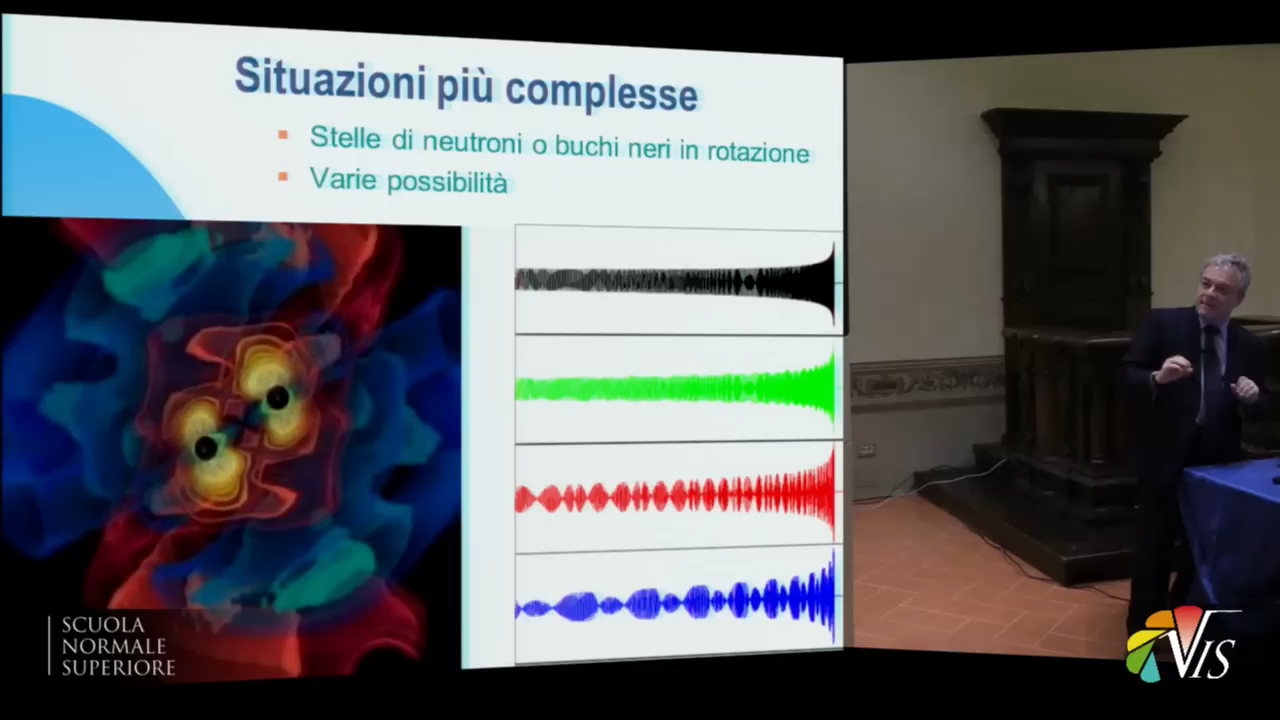 Situazioni più complesse
Stelle di neutroni o buchi neri in rotazione
Varie possibilità
SCUOLA
NORMALE
SUPERIORE
VIS